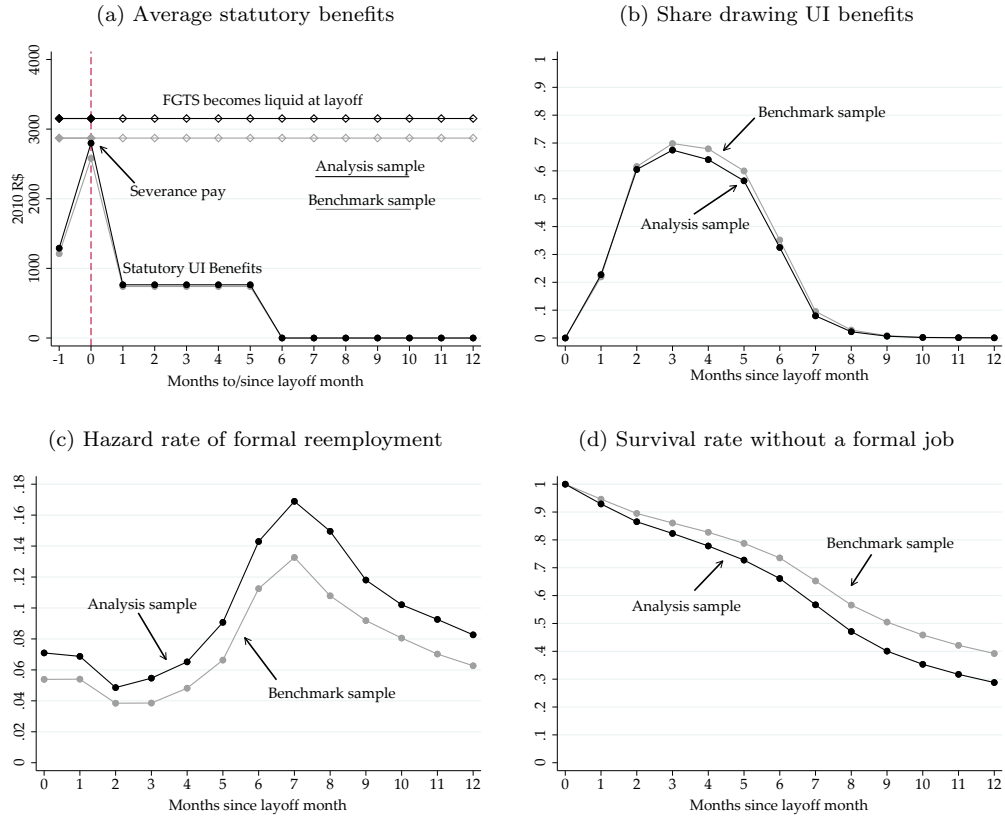 (a) Average statutory benefits
4000
3000
2000
1000
0
2010 R$
FGTS becomes liquid at layoff
Analysis sample
Benchmark sample
Severance pay
Statutory UI Benefits
-1 0 1 2 3 4 5 6 7 8 9 10 11 12
Months to/since layoff month
(b) Share drawing UI benefits
1
.9
.8
.7
.6
.5
.4
.3
.2
.1
0
Benchmark sample
Analysis sample
0 1 2 3 4 5 6 7 8 9 10 11 12
Months since layoff month
(c) Hazard rate of formal reemployment
.18
.16
.14
.12
.1
.08
.06
.04
.02
0
Analysis sample
Benchmark sample
0 1 2 3 4 5 6 7 8 9 10 11 12
Months since layoff month
(d) Survival rate without a formal job
1
.9
.8
.7
.6
.5
.4
.3
.2
.1
0
Benchmark sample
Analysis sample
0 1 2 3 4 5 6 7 8 9 10 11 12
Months since layoff month